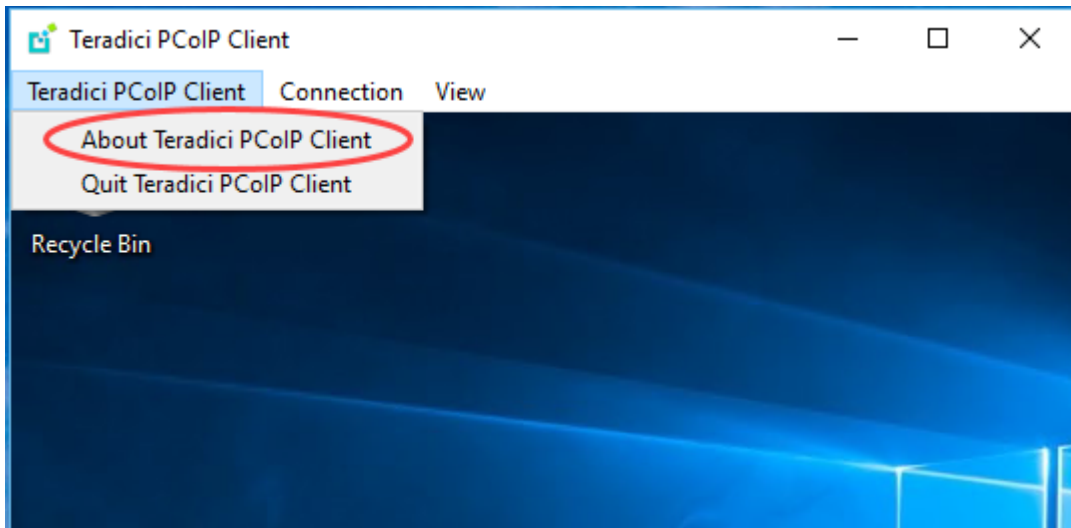 Teradici PCoIP Client
Teradici PCoIP Client Connection View
About Teradici PCoIP Client
Quit Teradici PCoIP Client
Recycle Bin